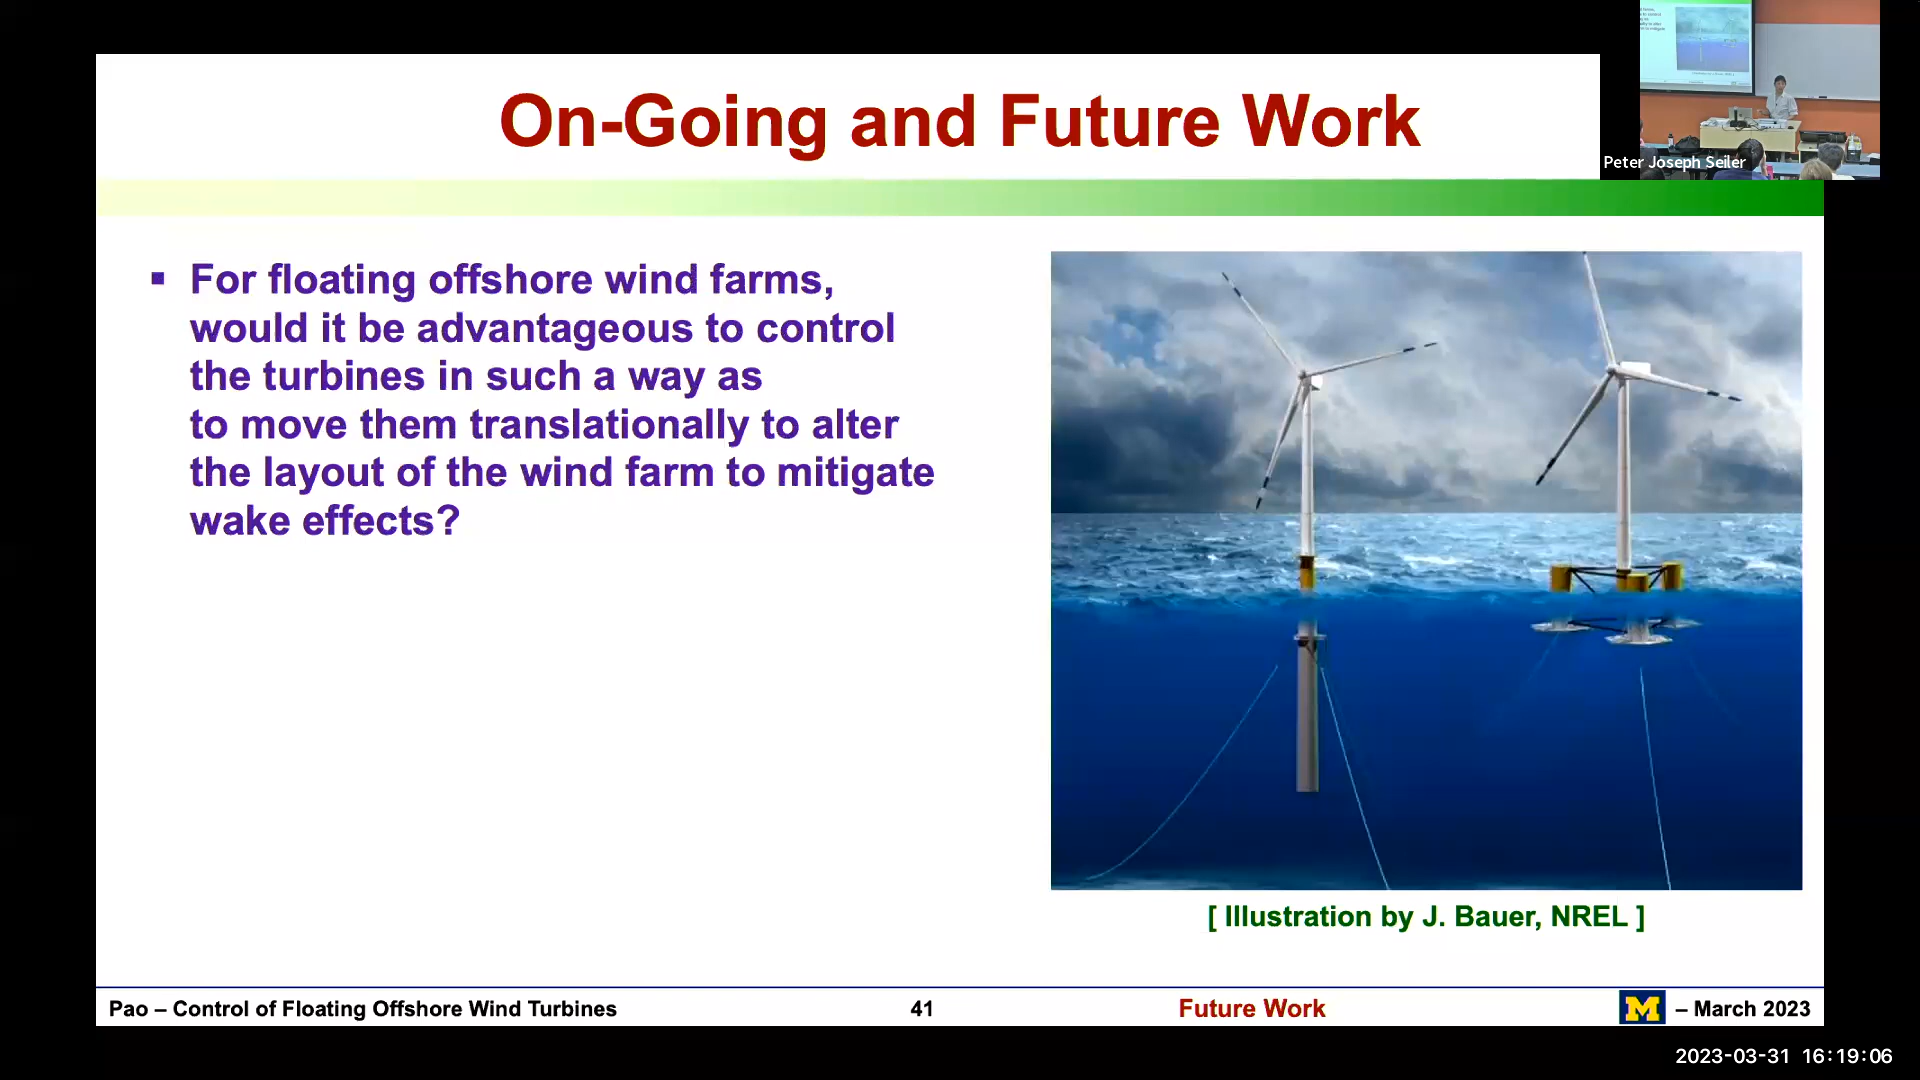 On-Going and Future Work
Peter Joseph Seiler
▪ For floating offshore wind farms,
would it be advantageous to control
the turbines in such a way as
to move them translationally to alter
the layout of the wind farm to mitigate
wake effects?
[ Illustration by J. Bauer, NREL ]
Pao – Control of Floating Offshore Wind Turbines
41
Future Work
M – March 2023
2023-03-31 16:19:06